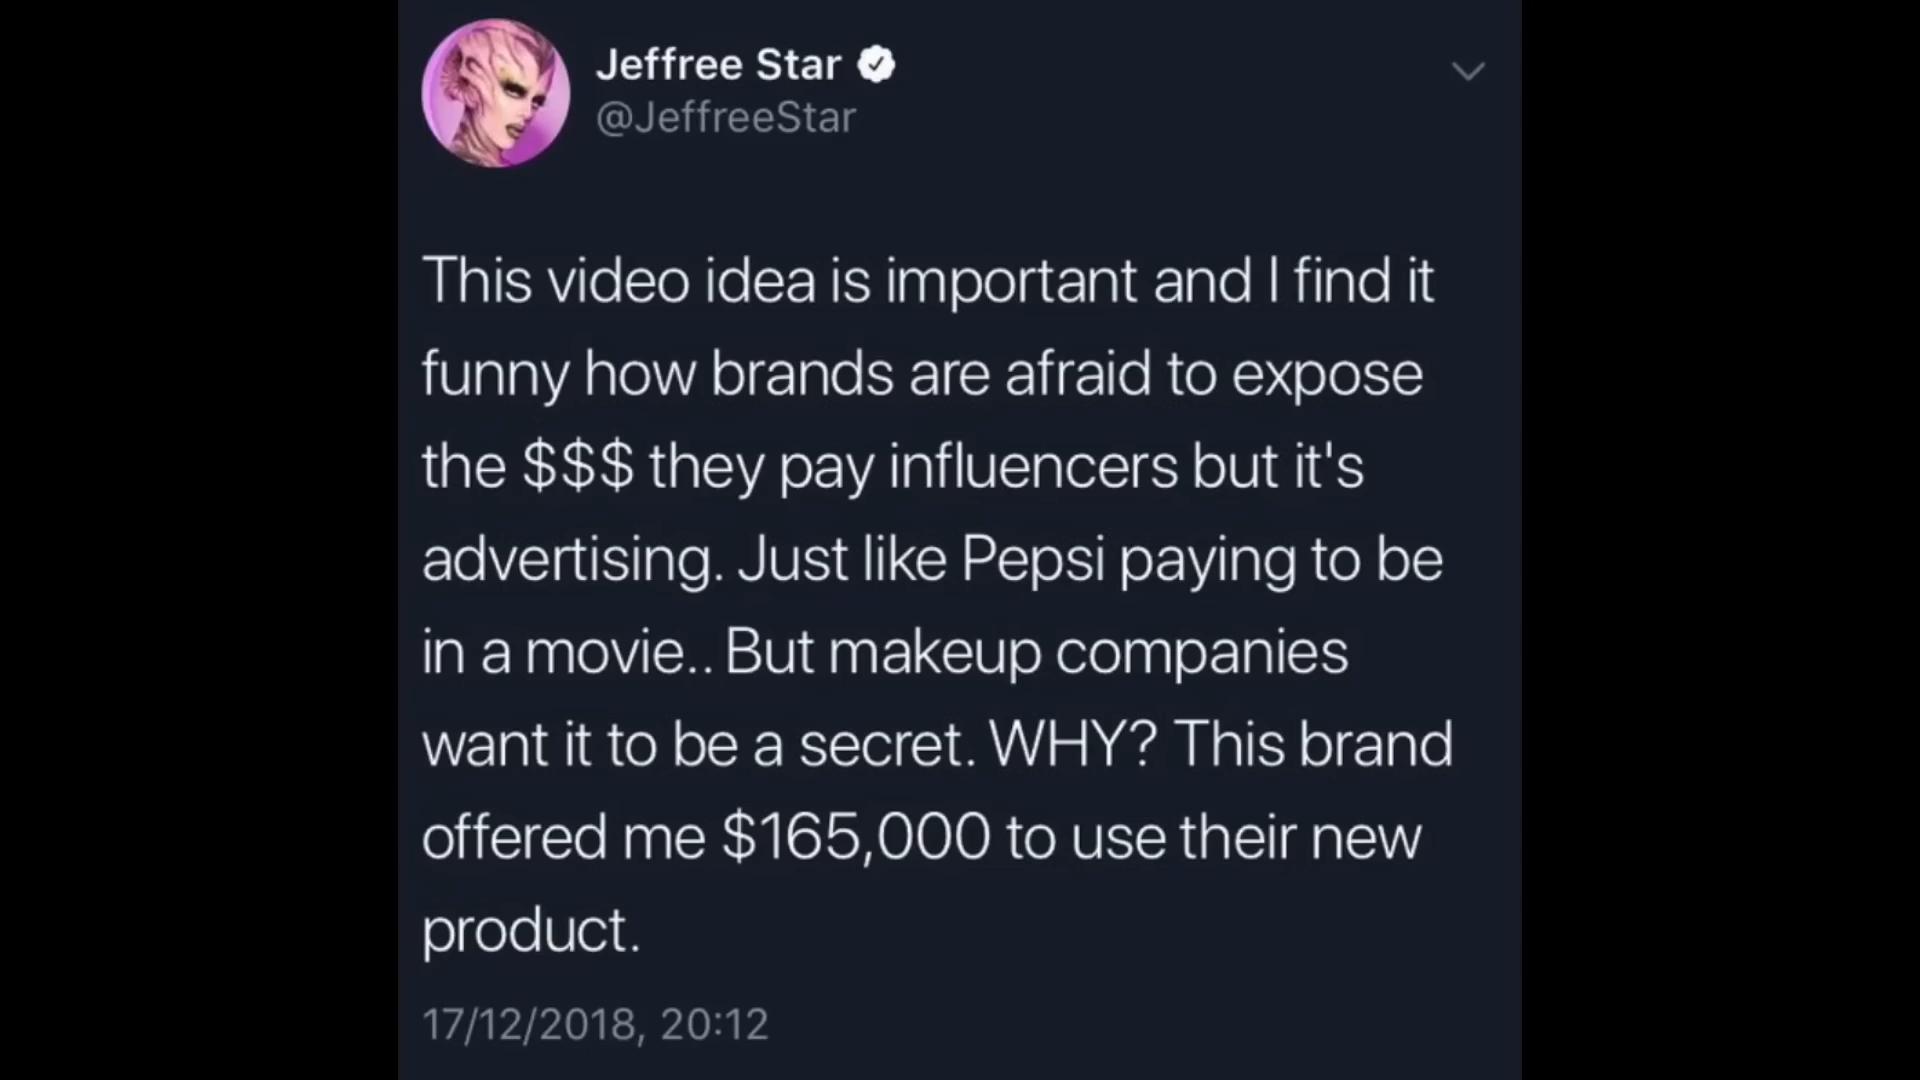 Jeffree Star
@JeffreeStar
This video idea is important and I find it
funny how brands are afraid to expose
the $$$ they pay influencers but it's
advertising. Just like Pepsi paying to be
in a movie.. But makeup companies
want it to be a secret. WHY? This brand
offered me $165,000 to use their new
product.
17/12/2018, 20:12